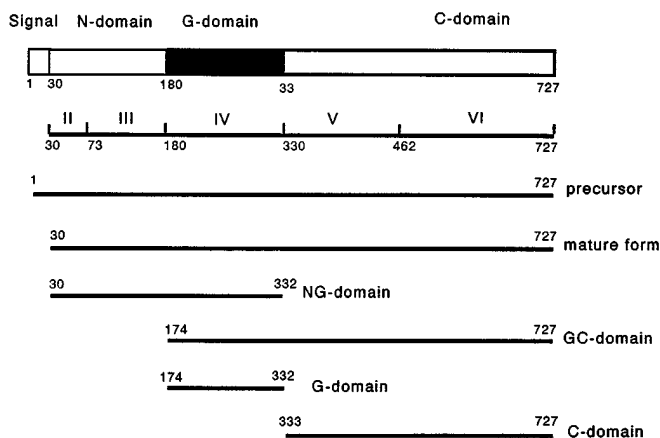 Signal N-domain G-domain C-domain
1 30 180 33 727
II III IV V VI
30 73 180 330 462 727
1 727 precursor
30 727 mature form
30 332 NG-domain
174 727 GC-domain
174 332 G-domain
333 727 C-domain